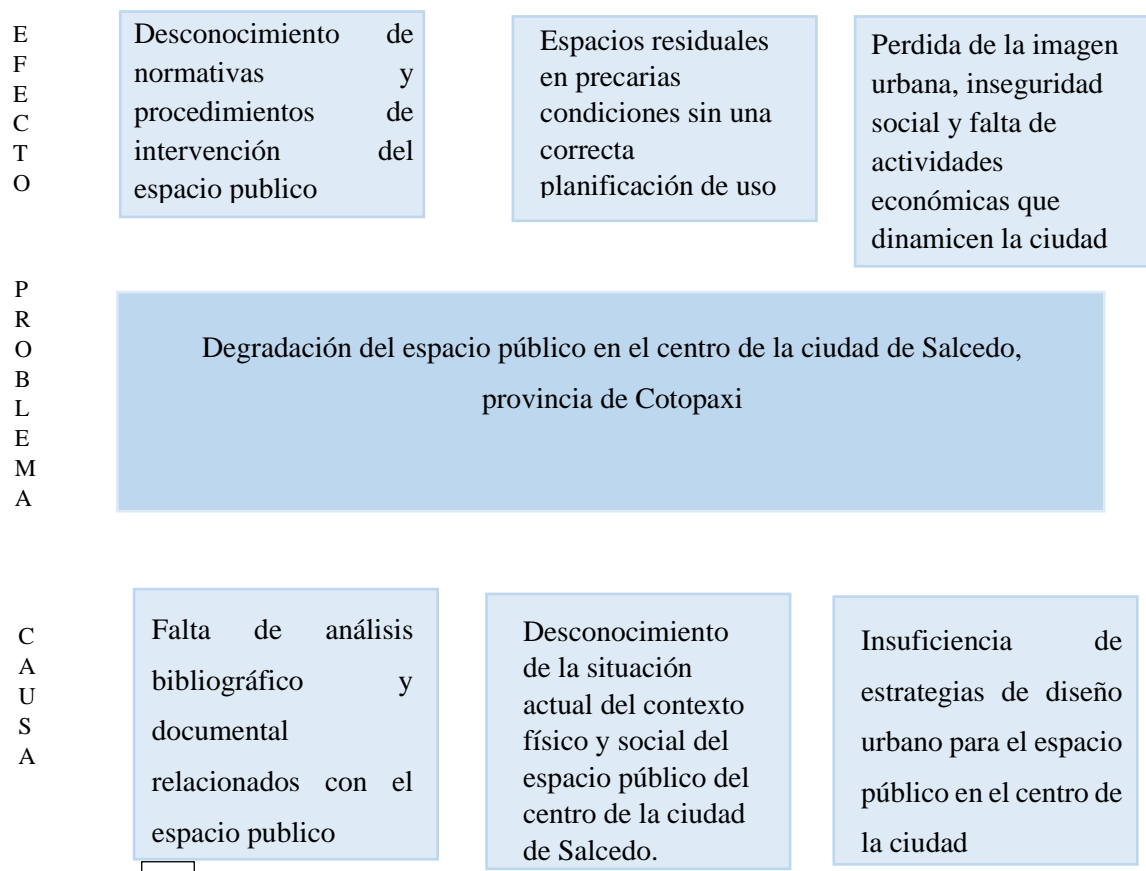 E
F
E
C
T
O
Desconocimiento de
normativas y
procedimientos de
intervención del
espacio publico
Espacios residuales
en precarias
condiciones sin una
correcta
planificación de uso
Perdida de la imagen
urbana, inseguridad
social y falta de
actividades
económicas que
dinamicen la ciudad
P
R
O
B
L
E
M
A
Degradación del espacio público en el centro de la ciudad de Salcedo,
provincia de Cotopaxi
C
A
U
S
A
Falta de análisis
bibliográfico y
documental
relacionados con el
espacio publico
Desconocimiento
de la situación
actual del contexto
físico y social del
espacio público del
centro de la ciudad
de Salcedo.
Insuficiencia de
estrategias de diseño
urbano para el espacio
público en el centro de
la ciudad